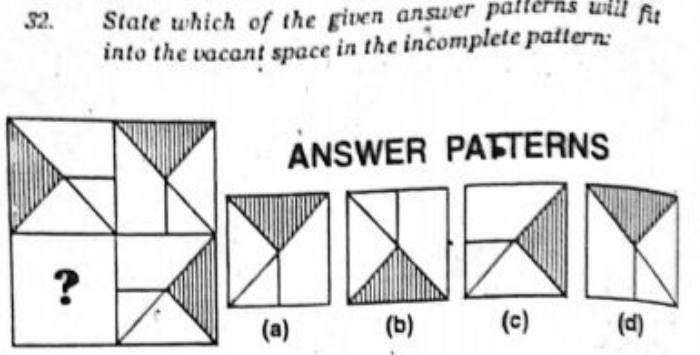 32. State which of the given answer patterns will fit
into the vacant space in the incomplete pattern:
ANSWER PATTERNS
?
(a) (b) (c) (d)